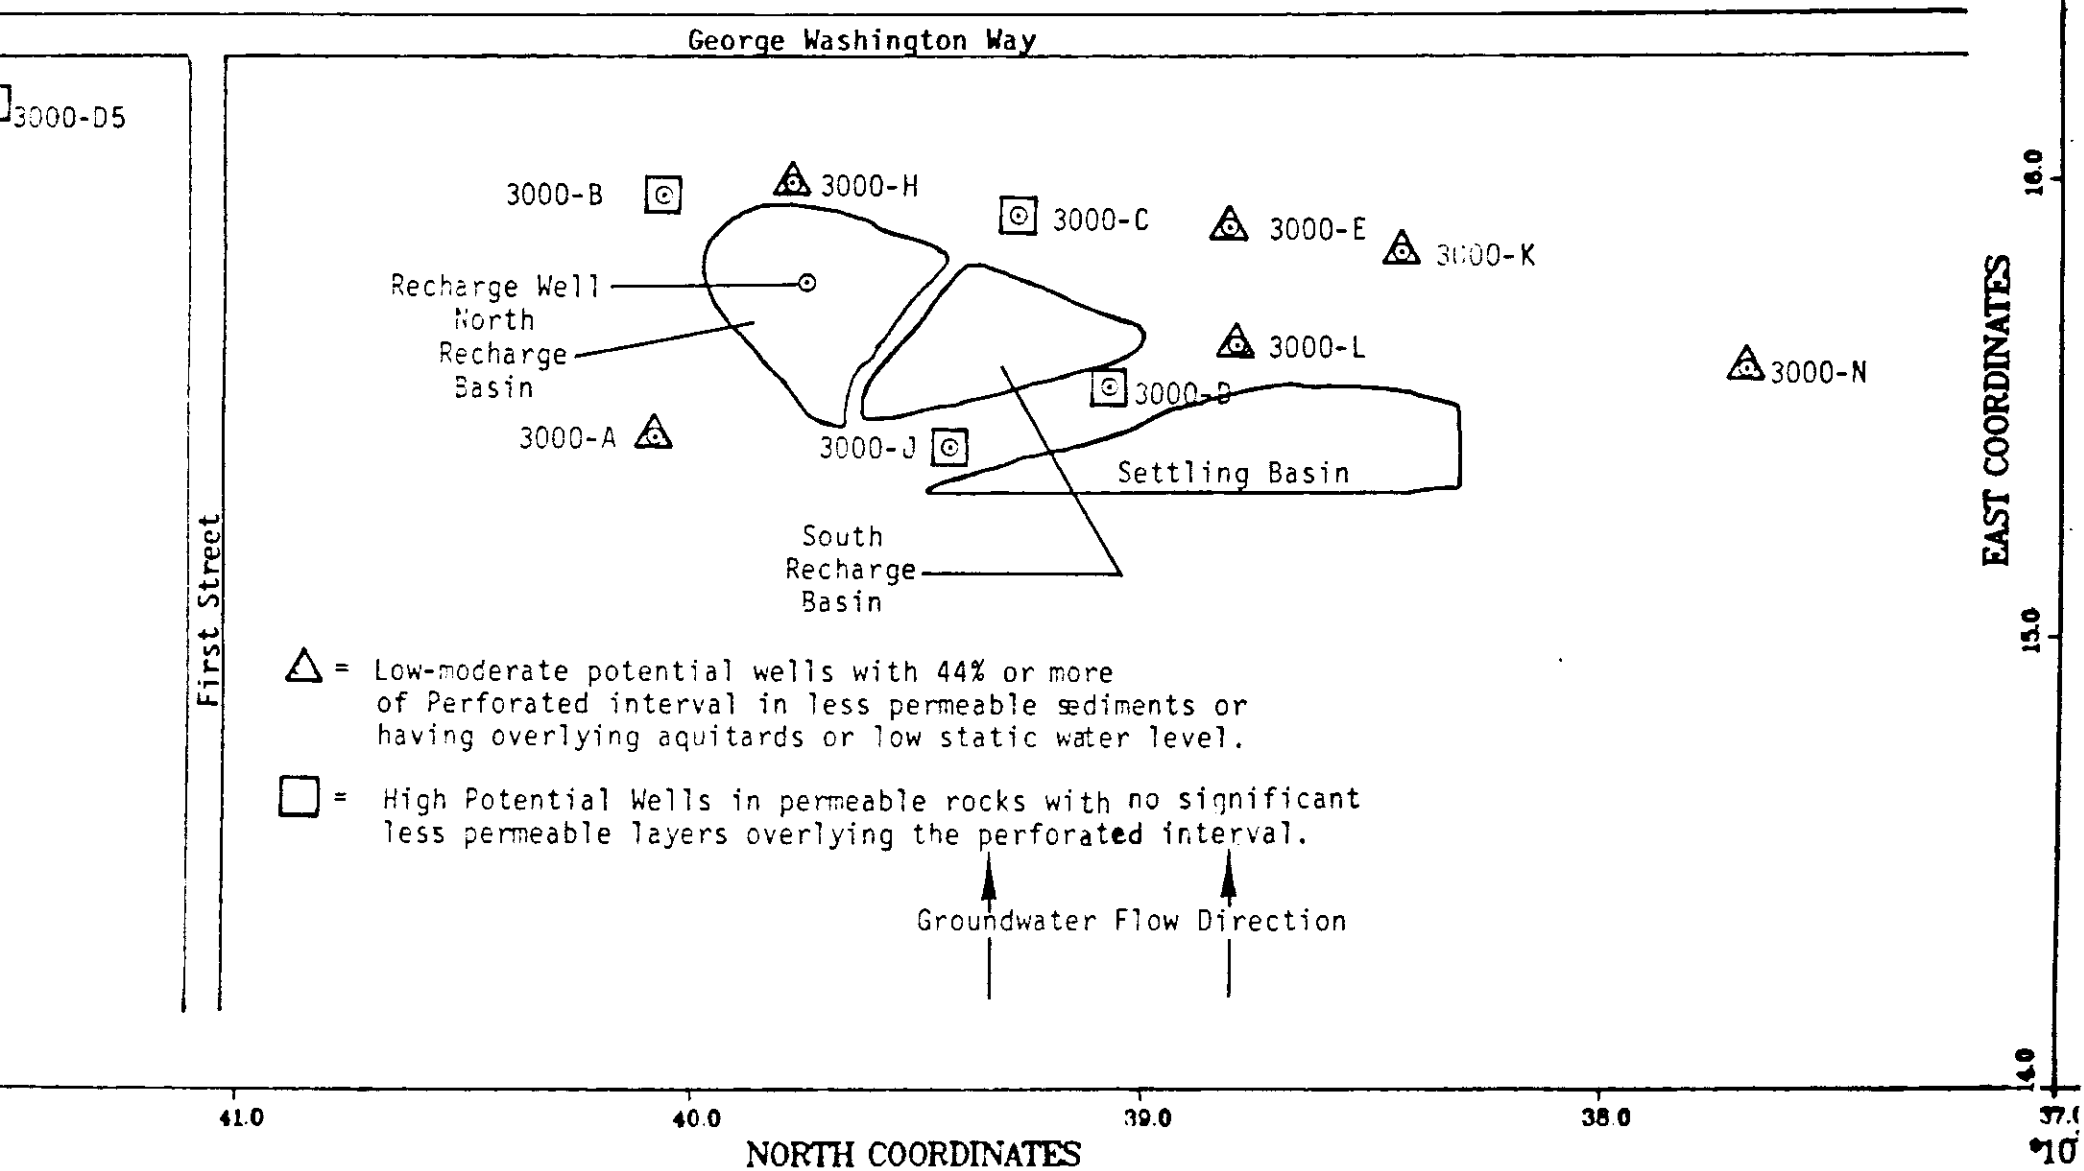 George Washington Way
3000-D5
3000-B
3000-H
3000-C
3000-E
3000-K
Recharge Well
North
Recharge
Basin
3000-L
3000-N
3000-D
3000-A
3000-J
Settling Basin
South
Recharge
Basin
First Street
= Low-moderate potential wells with 44% or more
of Perforated interval in less permeable sediments or
having overlying aquitards or low static water level.
= High Potential Wells in permeable rocks with no significant
less permeable layers overlying the perforated interval.
Groundwater Flow Direction
16.0
15.0
14.0
EAST COORDINATES
41.0
40.0
39.0
38.0
37.0
NORTH COORDINATES
*10